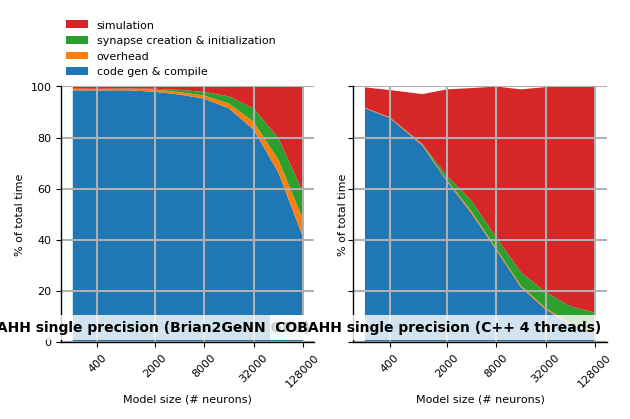 simulation
synapse creation & initialization
overhead
code gen & compile
100
80
60
40
20
0
% of total time
400
2000
8000
32000
128000
Model size (# neurons)
AHH single precision (Brian2GeNN
100
80
60
40
20
0
% of total time
400
2000
8000
32000
128000
Model size (# neurons)
COBAHH single precision (C++ 4 threads)